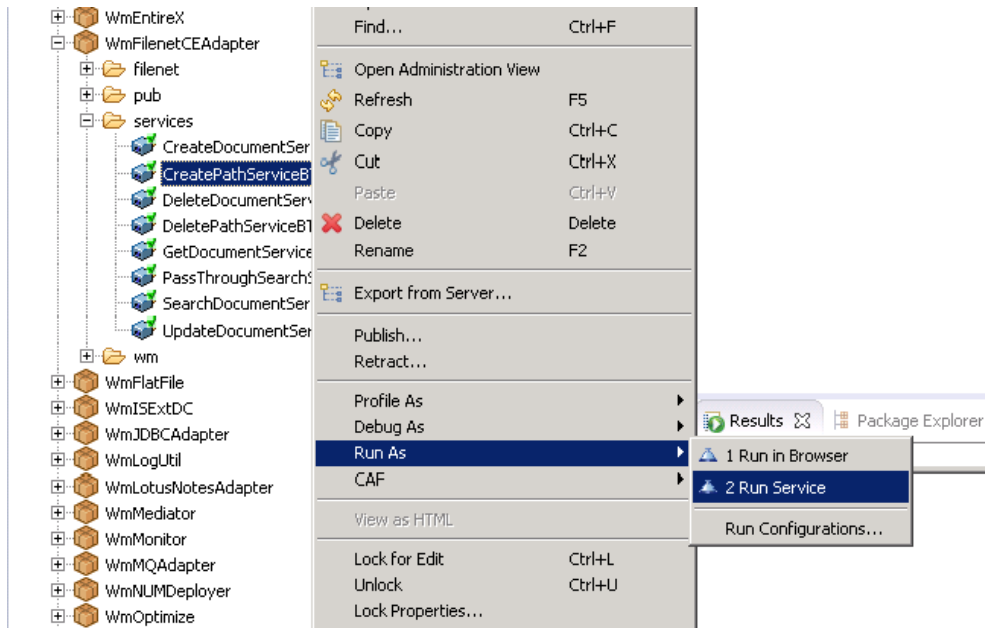 WmEntireX
WmFilenetCEAdapter
filenet
pub
services
CreateDocumentSer
CreatePathServiceB
DeleteDocumentServ
DeletePathServiceB
GetDocumentService
PassThroughSearchS
SearchDocumentSer
UpdateDocumentSer
wm
WmFlatFile
WmISExtDC
WmJDBCAdapter
WmLogUtil
WmLotusNotesAdapter
WmMediator
WmMonitor
WmMQAdapter
WmNUMDeployer
WmOptimize
Find... Ctrl+F
Open Administration View
Refresh F5
Copy Ctrl+C
Cut Ctrl+X
Paste Ctrl+V
Delete Delete
Rename F2
Export from Server...
Publish...
Retract...
Profile As
Debug As
Run As
CAF
View as HTML
Lock for Edit Ctrl+L
Unlock Ctrl+U
Lock Properties...
Results Package Explorer
1 Run in Browser
2 Run Service
Run Configurations...